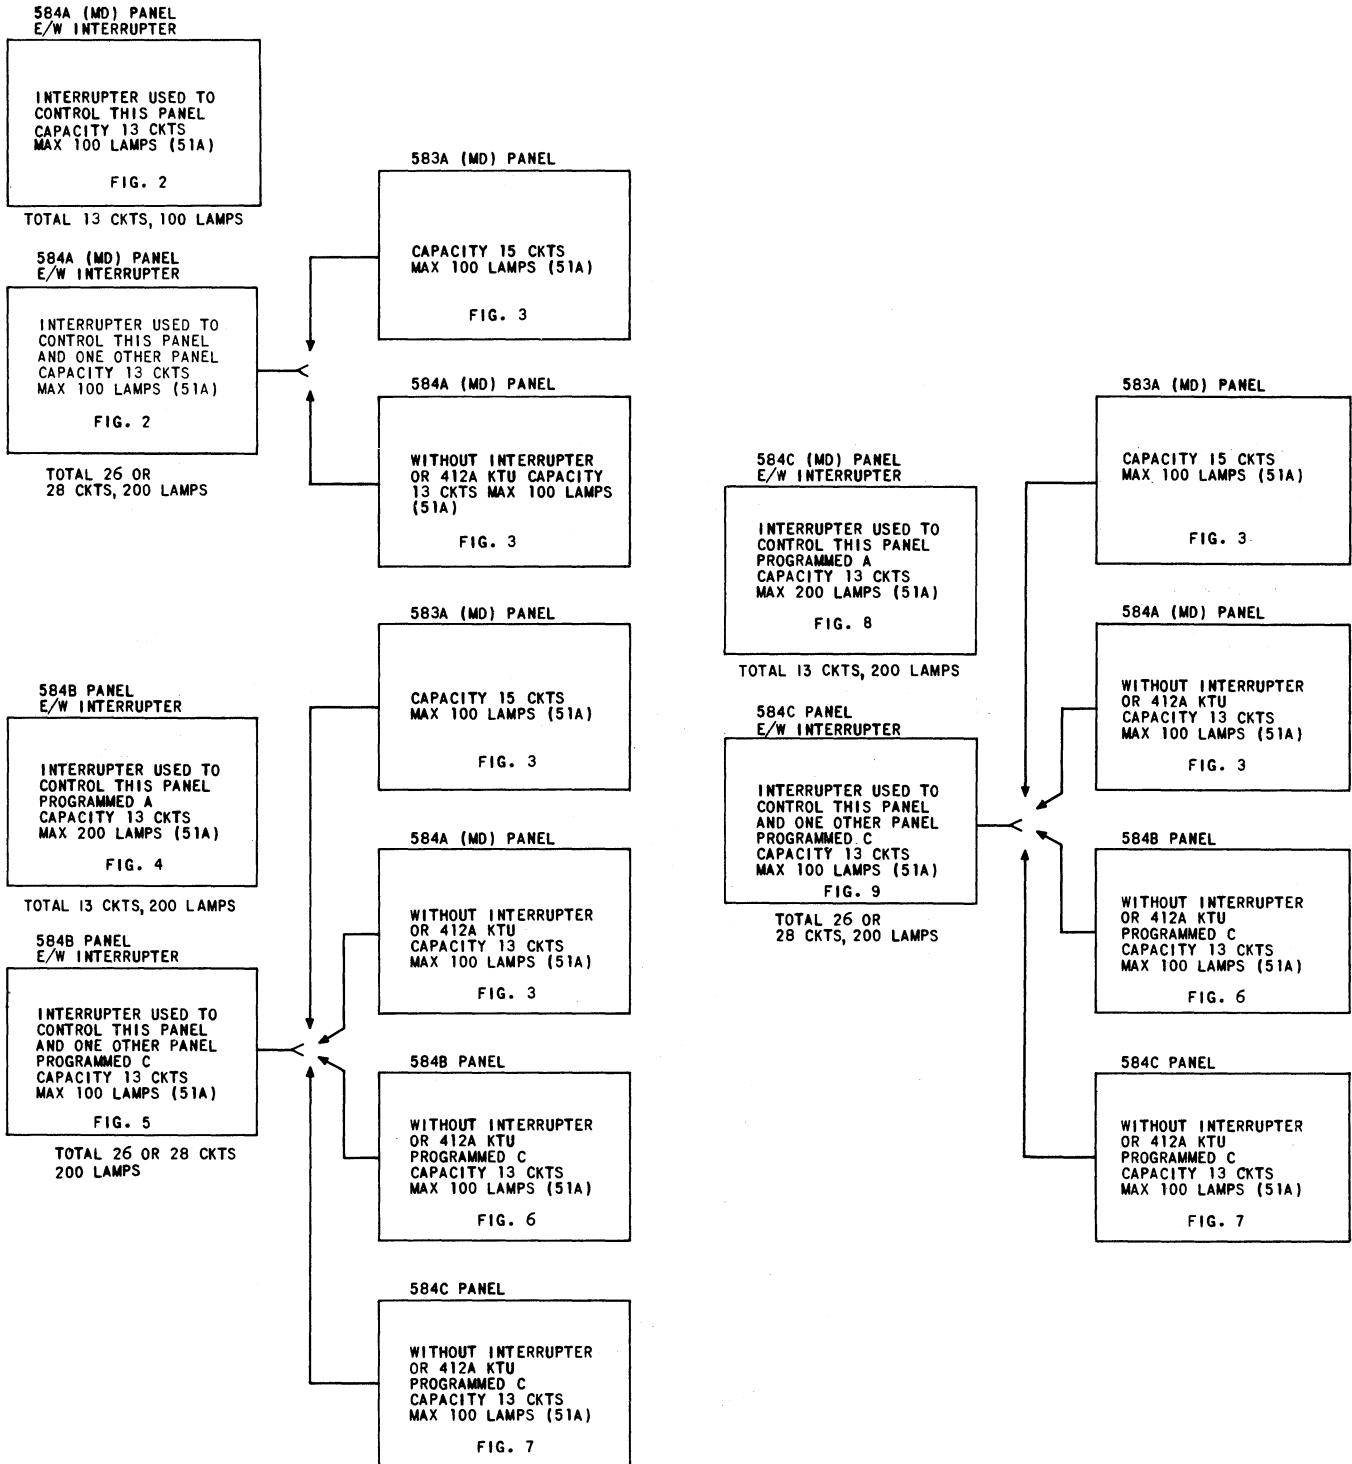 584A (MD) PANEL
E/W INTERRUPTER
INTERRUPTER USED TO
CONTROL THIS PANEL
CAPACITY 13 CKTS
MAX 100 LAMPS (51A)
FIG. 2
TOTAL 13 CKTS, 100 LAMPS
584A (MD) PANEL
E/W INTERRUPTER
INTERRUPTER USED TO
CONTROL THIS PANEL
AND ONE OTHER PANEL
CAPACITY 13 CKTS
MAX 100 LAMPS (51A)
FIG. 2
TOTAL 26 OR
28 CKTS, 200 LAMPS
583A (MD) PANEL
CAPACITY 15 CKTS
MAX 100 LAMPS (51A)
FIG. 3
584A (MD) PANEL
WITHOUT INTERRUPTER
OR 412A KTU CAPACITY
13 CKTS MAX 100 LAMPS
(51A)
FIG. 3
584B PANEL
E/W INTERRUPTER
INTERRUPTER USED TO
CONTROL THIS PANEL
PROGRAMMED A
CAPACITY 13 CKTS
MAX 200 LAMPS (51A)
FIG. 4
TOTAL 13 CKTS, 200 LAMPS
584B PANEL
E/W INTERRUPTER
INTERRUPTER USED TO
CONTROL THIS PANEL
AND ONE OTHER PANEL
PROGRAMMED C
CAPACITY 13 CKTS
MAX 100 LAMPS (51A)
FIG. 5
TOTAL 26 OR 28 CKTS
200 LAMPS
583A (MD) PANEL
CAPACITY 15 CKTS
MAX 100 LAMPS (51A)
FIG. 3
584A (MD) PANEL
WITHOUT INTERRUPTER
OR 412A KTU
CAPACITY 13 CKTS
MAX 100 LAMPS (51A)
FIG. 3
584B PANEL
WITHOUT INTERRUPTER
OR 412A KTU
PROGRAMMED C
CAPACITY 13 CKTS
MAX 100 LAMPS (51A)
FIG. 6
584C PANEL
WITHOUT INTERRUPTER
OR 412A KTU
PROGRAMMED C
CAPACITY 13 CKTS
MAX 100 LAMPS (51A)
FIG. 7
584C (MD) PANEL
E/W INTERRUPTER
INTERRUPTER USED TO
CONTROL THIS PANEL
PROGRAMMED A
CAPACITY 13 CKTS
MAX 200 LAMPS (51A)
FIG. 8
TOTAL 13 CKTS, 200 LAMPS
584C PANEL
E/W INTERRUPTER
INTERRUPTER USED TO
CONTROL THIS PANEL
AND ONE OTHER PANEL
PROGRAMMED C
CAPACITY 13 CKTS
MAX 100 LAMPS (51A)
FIG. 9
TOTAL 26 OR
28 CKTS, 200 LAMPS
583A (MD) PANEL
CAPACITY 15 CKTS
MAX 100 LAMPS (51A)
FIG. 3
584A (MD) PANEL
WITHOUT INTERRUPTER
OR 412A KTU
CAPACITY 13 CKTS
MAX 100 LAMPS (51A)
FIG. 3
584B PANEL
WITHOUT INTERRUPTER
OR 412A KTU
PROGRAMMED C
CAPACITY 13 CKTS
MAX 100 LAMPS (51A)
FIG. 6
584C PANEL
WITHOUT INTERRUPTER
OR 412A KTU
PROGRAMMED C
CAPACITY 13 CKTS
MAX 100 LAMPS (51A)
FIG. 7